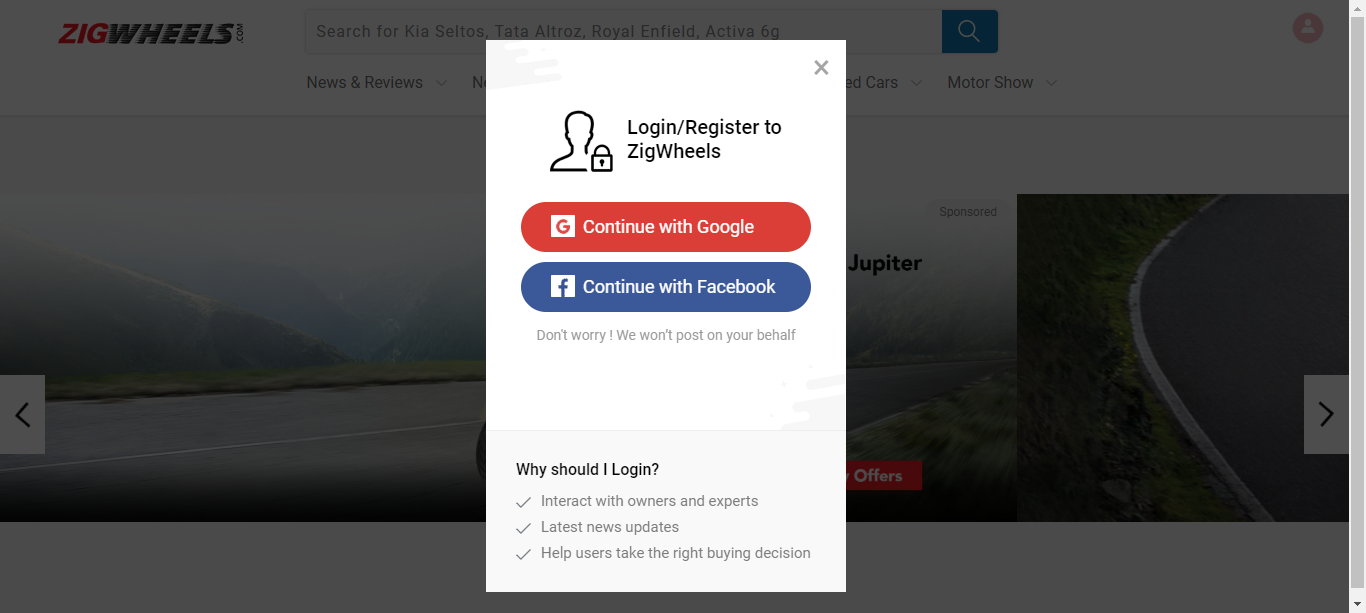 ZIGWHEELS.COM
Search for Kia Seltos, Tata Altroz, Royal Enfield, Activa 6g
News & Reviews
ed Cars
Motor Show
Login/Register to
ZigWheels
Continue with Google
Continue with Facebook
Don't worry ! We won't post on your behalf
Sponsored
Jupiter
y Offers
Why should I Login?
Interact with owners and experts
Latest news updates
Help users take the right buying decision